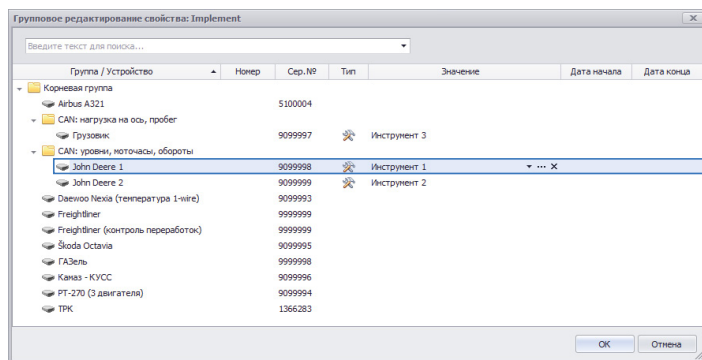 Групповое редактирование свойства: Implement
Введите текст для поиска...
Группа / Устройство Номер Сер.№ Тип Значение Дата начала Дата конца
Корневая группа
Airbus A321 5100004
CAN: нагрузка на ось, пробег
Грузовик 9099997 Инструмент 3
CAN: уровни, моточасы, обороты
John Deere 1 9099998 Инструмент 1
John Deere 2 9099999 Инструмент 2
Daewoo Nexia (температура 1-wire) 9099993
Freightliner 9999999
Freightliner (контроль переработок) 9999999
Škoda Octavia 9099995
ГАЗель 9999998
Камаз - КУСС 9099996
РТ-270 (3 двигателя) 9099994
ТРК 1366283
ОК Отмена